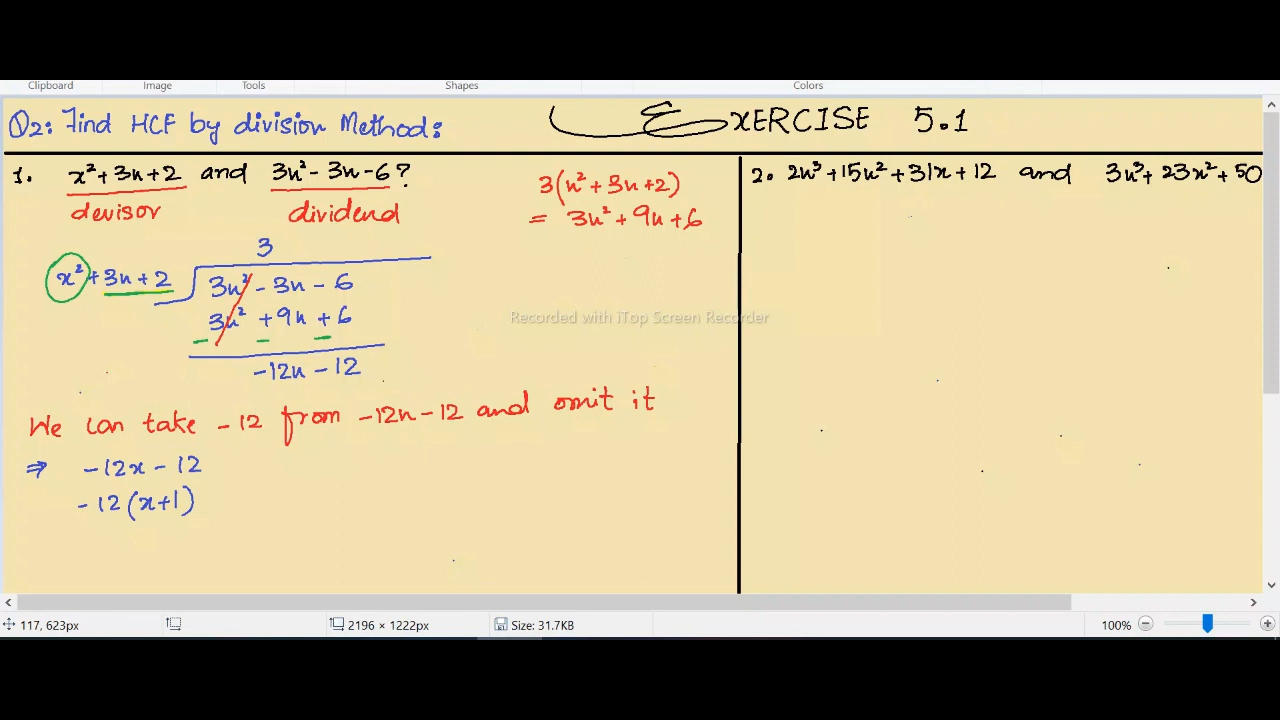 Clipboard Image Tools Shapes Colors
Q2: Find HCF by division Method:
EXERCISE 5.1
1. x²+3x+2 and 3x²-3x-6?
devisor dividend
3(x²+3x+2)
= 3x²+9x+6
3
x²+3x+2 3x²-3x-6
3x²+9x+6
- - -
-12x-12
We can take -12 from -12x-12 and omit it
⇒ -12x-12
-12(x+1)
2. 2x³+15x²+31x+12 and 3x³+23x²+50
Recorded with iTop Screen Recorder
117, 623px 2196 × 1222px Size: 31.7KB 100%